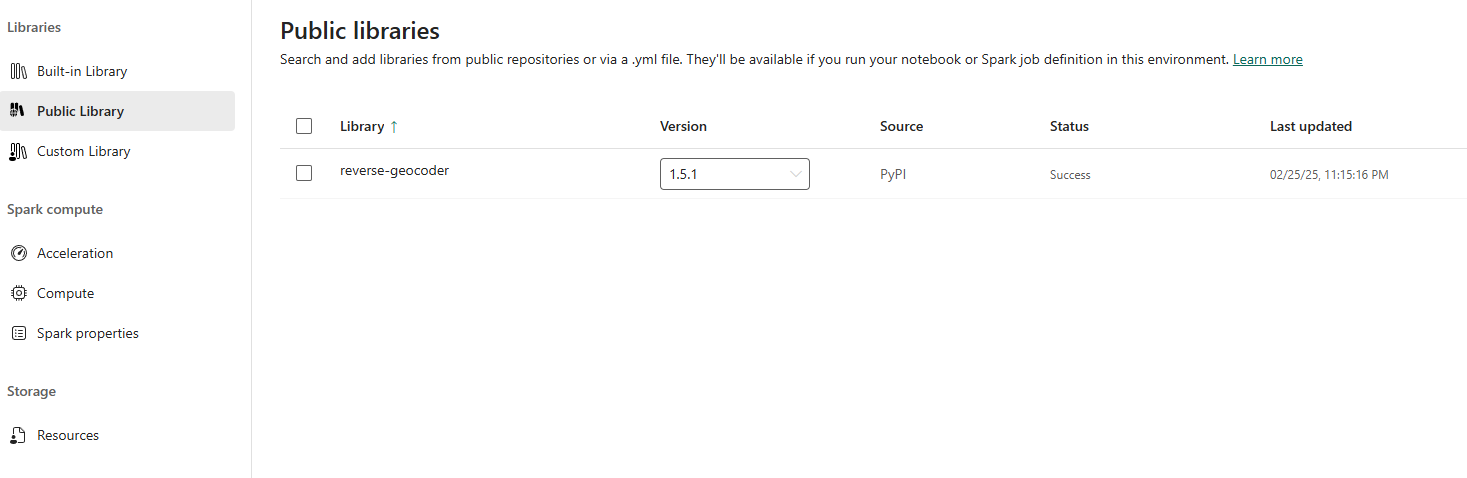 Libraries
Built-in Library
Public Library
Custom Library
Spark compute
Acceleration
Compute
Spark properties
Storage
Resources
Public libraries
Search and add libraries from public repositories or via a .yml file. They'll be available if you run your notebook or Spark job definition in this environment. Learn more
Library ↑ Version Source Status Last updated
reverse-geocoder 1.5.1 PyPI Success 02/25/25, 11:15:16 PM